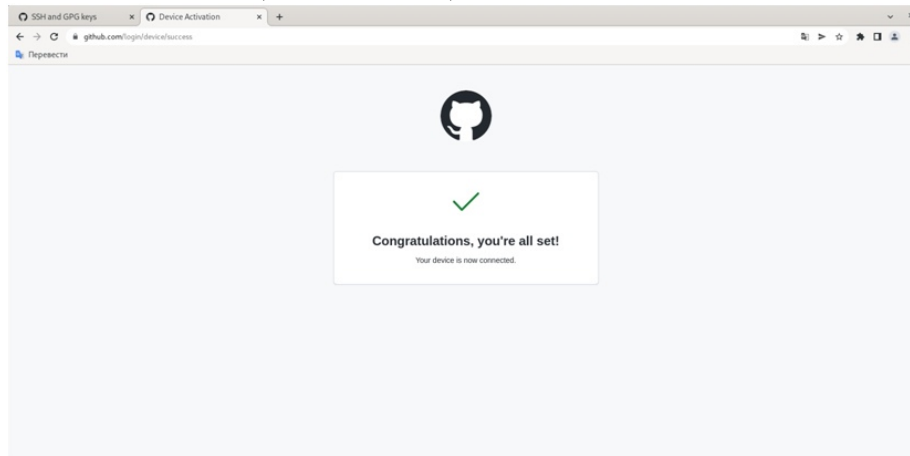 SSH and GPG keys
Device Activation
github.com/login/device/success
Перевести
Congratulations, you're all set!
Your device is now connected.